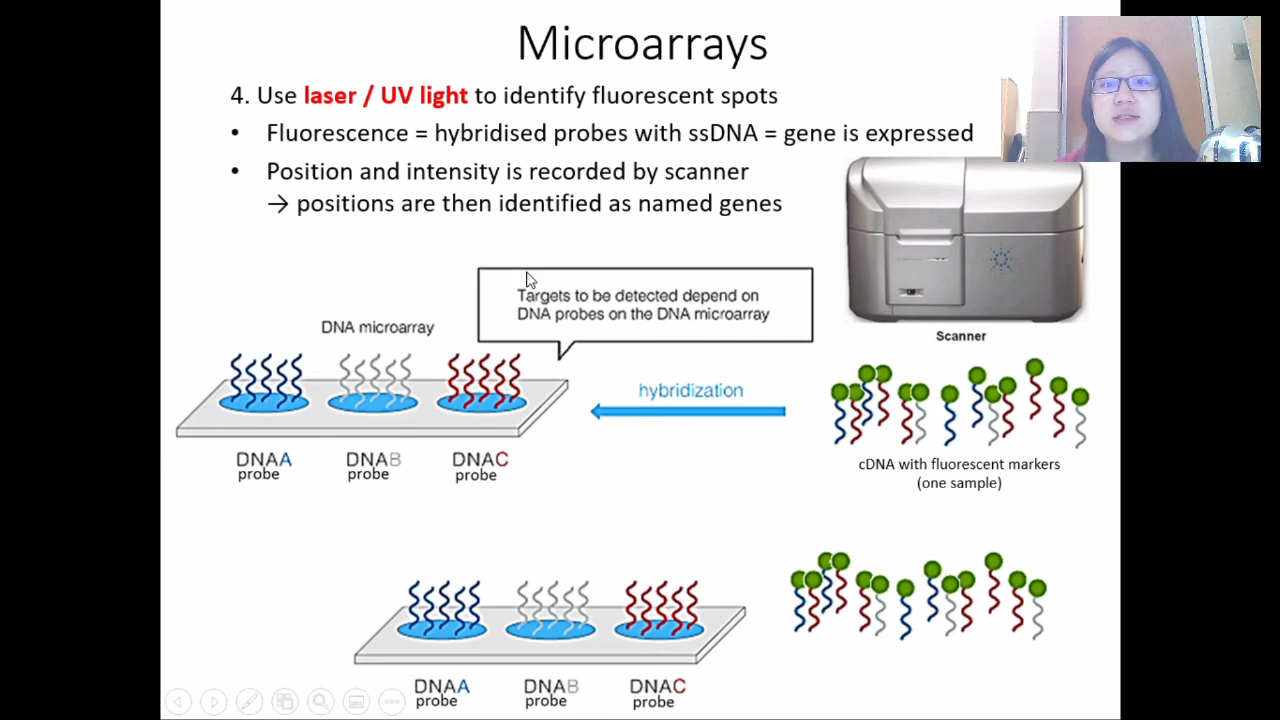 Microarrays
4. Use laser / UV light to identify fluorescent spots
• Fluorescence = hybridised probes with ssDNA = gene is expressed
• Position and intensity is recorded by scanner
→ positions are then identified as named genes
Targets to be detected depend on
DNA probes on the DNA microarray
DNA microarray
Scanner
hybridization
DNAA probe
DNAB probe
DNAC probe
cDNA with fluorescent markers
(one sample)
DNAA probe
DNAB probe
DNAC probe